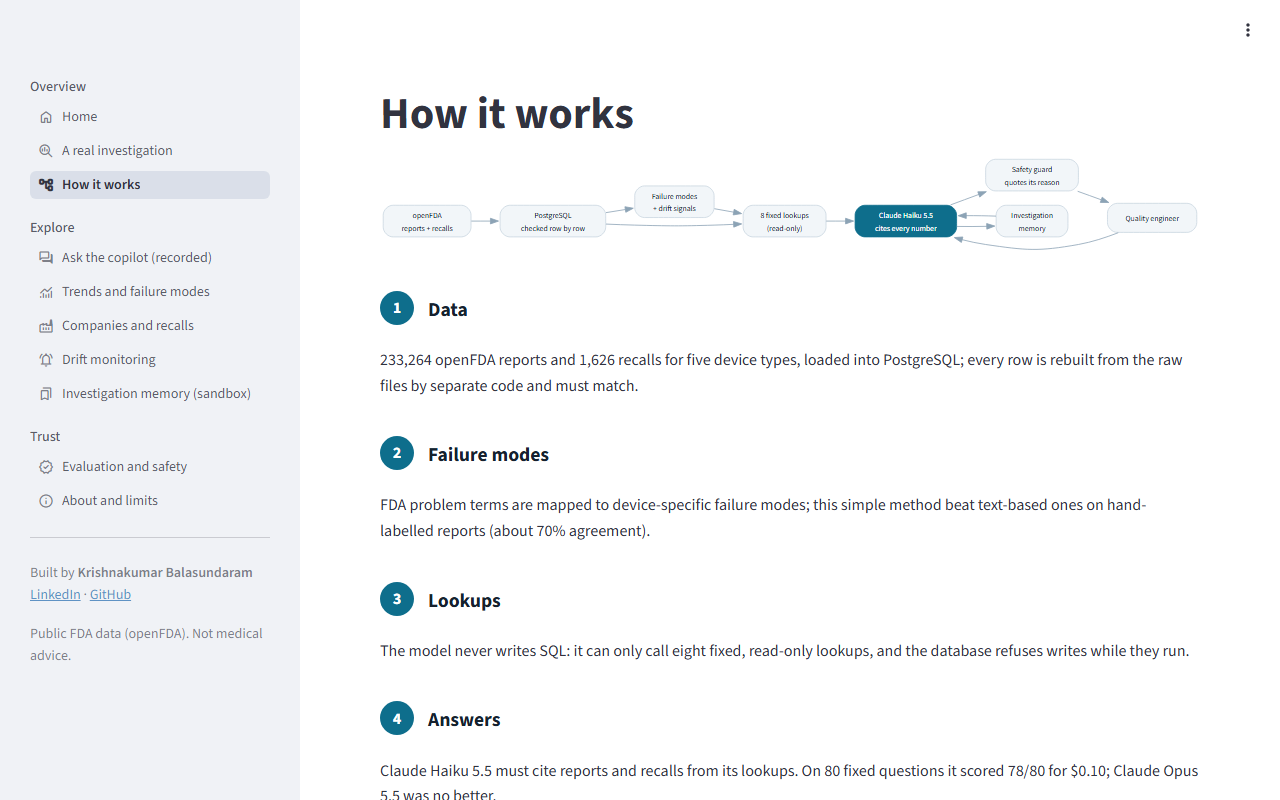 Overview
Home
A real investigation
How it works
Explore
Ask the copilot (recorded)
Trends and failure modes
Companies and recalls
Drift monitoring
Investigation memory (sandbox)
Trust
Evaluation and safety
About and limits
Built by Krishnakumar Balasundaram
LinkedIn · GitHub
Public FDA data (openFDA). Not medical
advice.
How it works
openFDA
reports + recalls
PostgreSQL
checked row by row
Failure modes
+ drift signals
8 fixed lookups
(read-only)
Claude Haiku 5.5
cites every number
Safety guard
quotes its reason
Investigation
memory
Quality engineer
1 Data
233,264 openFDA reports and 1,626 recalls for five device types, loaded into PostgreSQL; every row is rebuilt from the raw
files by separate code and must match.
2 Failure modes
FDA problem terms are mapped to device-specific failure modes; this simple method beat text-based ones on hand-
labelled reports (about 70% agreement).
3 Lookups
The model never writes SQL: it can only call eight fixed, read-only lookups, and the database refuses writes while they run.
4 Answers
Claude Haiku 5.5 must cite reports and recalls from its lookups. On 80 fixed questions it scored 78/80 for $0.10; Claude Opus
5.5 was no better.